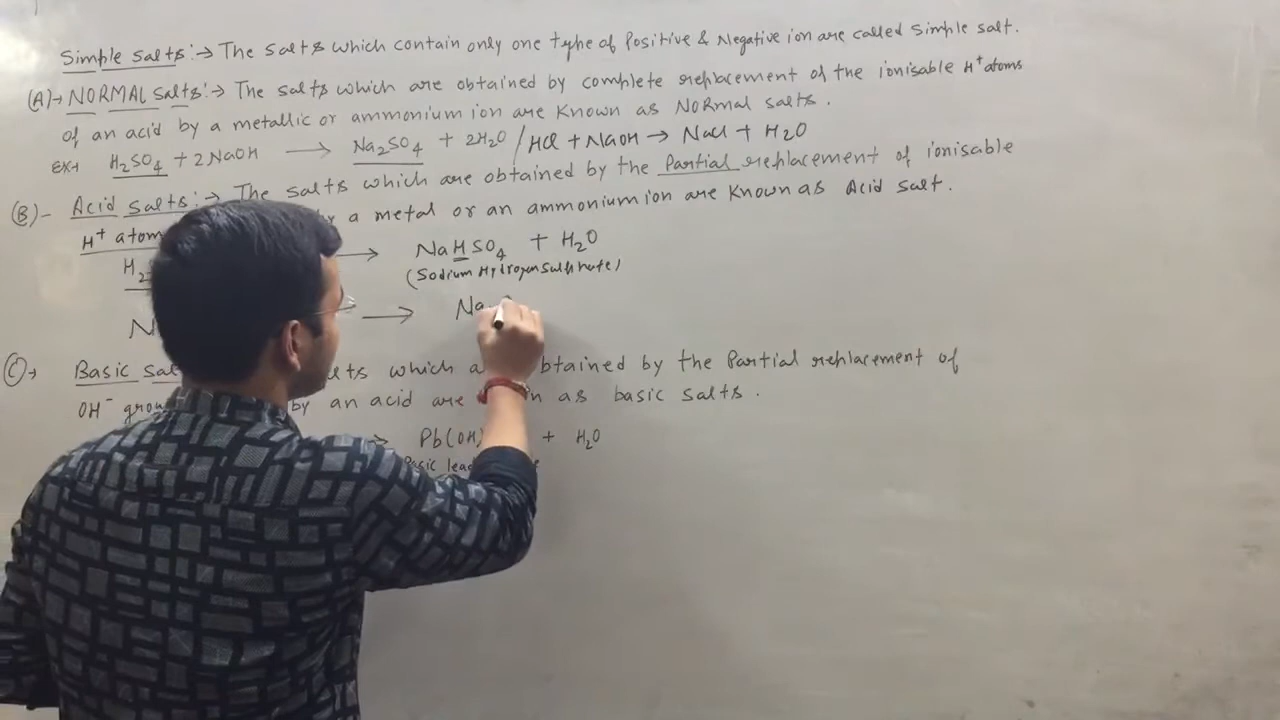 Simple salts:→ The salts which contain only one type of Positive & Negative ion are called simple salt.
(A)→ NORMAL salts:→ The salts which are obtained by complete replacement of the ionisable H⁺ atoms
of an acid by a metallic or ammonium ion are known as NORmal salts.
EX→ H₂SO₄ + 2NaOH → Na₂SO₄ + 2H₂O / HCl + NaOH → NaCl + H₂O
(B)- Acid salts:→ The salts which are obtained by the Partial replacement of ionisable
H⁺ atom by a metal or an ammonium ion are known as Acid salt.
H₂ → NaHSO₄ + H₂O
(Sodium Hydrogen Sulphate)
N → Na
(C)→ Basic sal lts which a btained by the Partial replacement of
OH⁻ grou by an acid are n as basic salts.
→ Pb(OH) + H₂O
Basic lead